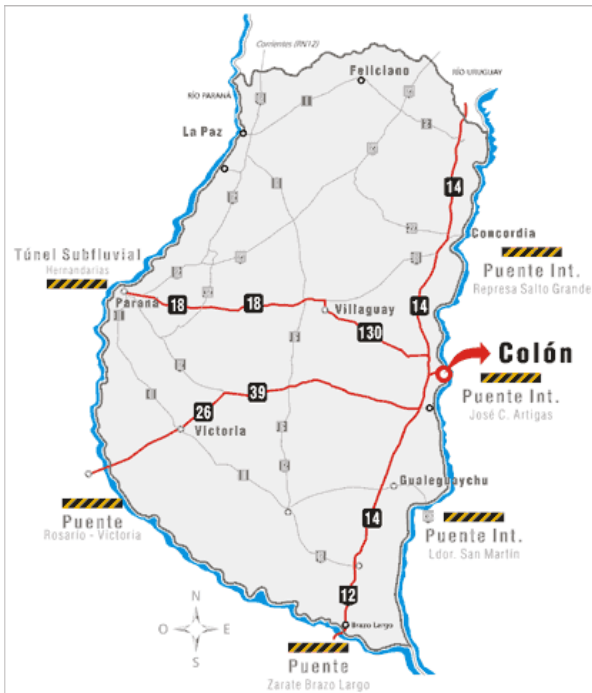 Corrientes (RN12)
Feliciano
RÍO URUGUAY
RÍO PARANÁ
La Paz
14
Concordia
Túnel Subfluvial
Hernandarias
Puente Int.
Represa Salto Grande
Paraná
18
18
14
Villaguay
130
Colón
39
Puente Int.
José C. Artigas
26
Victoria
Gualeguaychu
Puente
Rosario - Victoria
14
Puente Int.
Ldor. San Martín
12
N
O
E
S
Brazo Largo
Puente
Zarate Brazo Largo